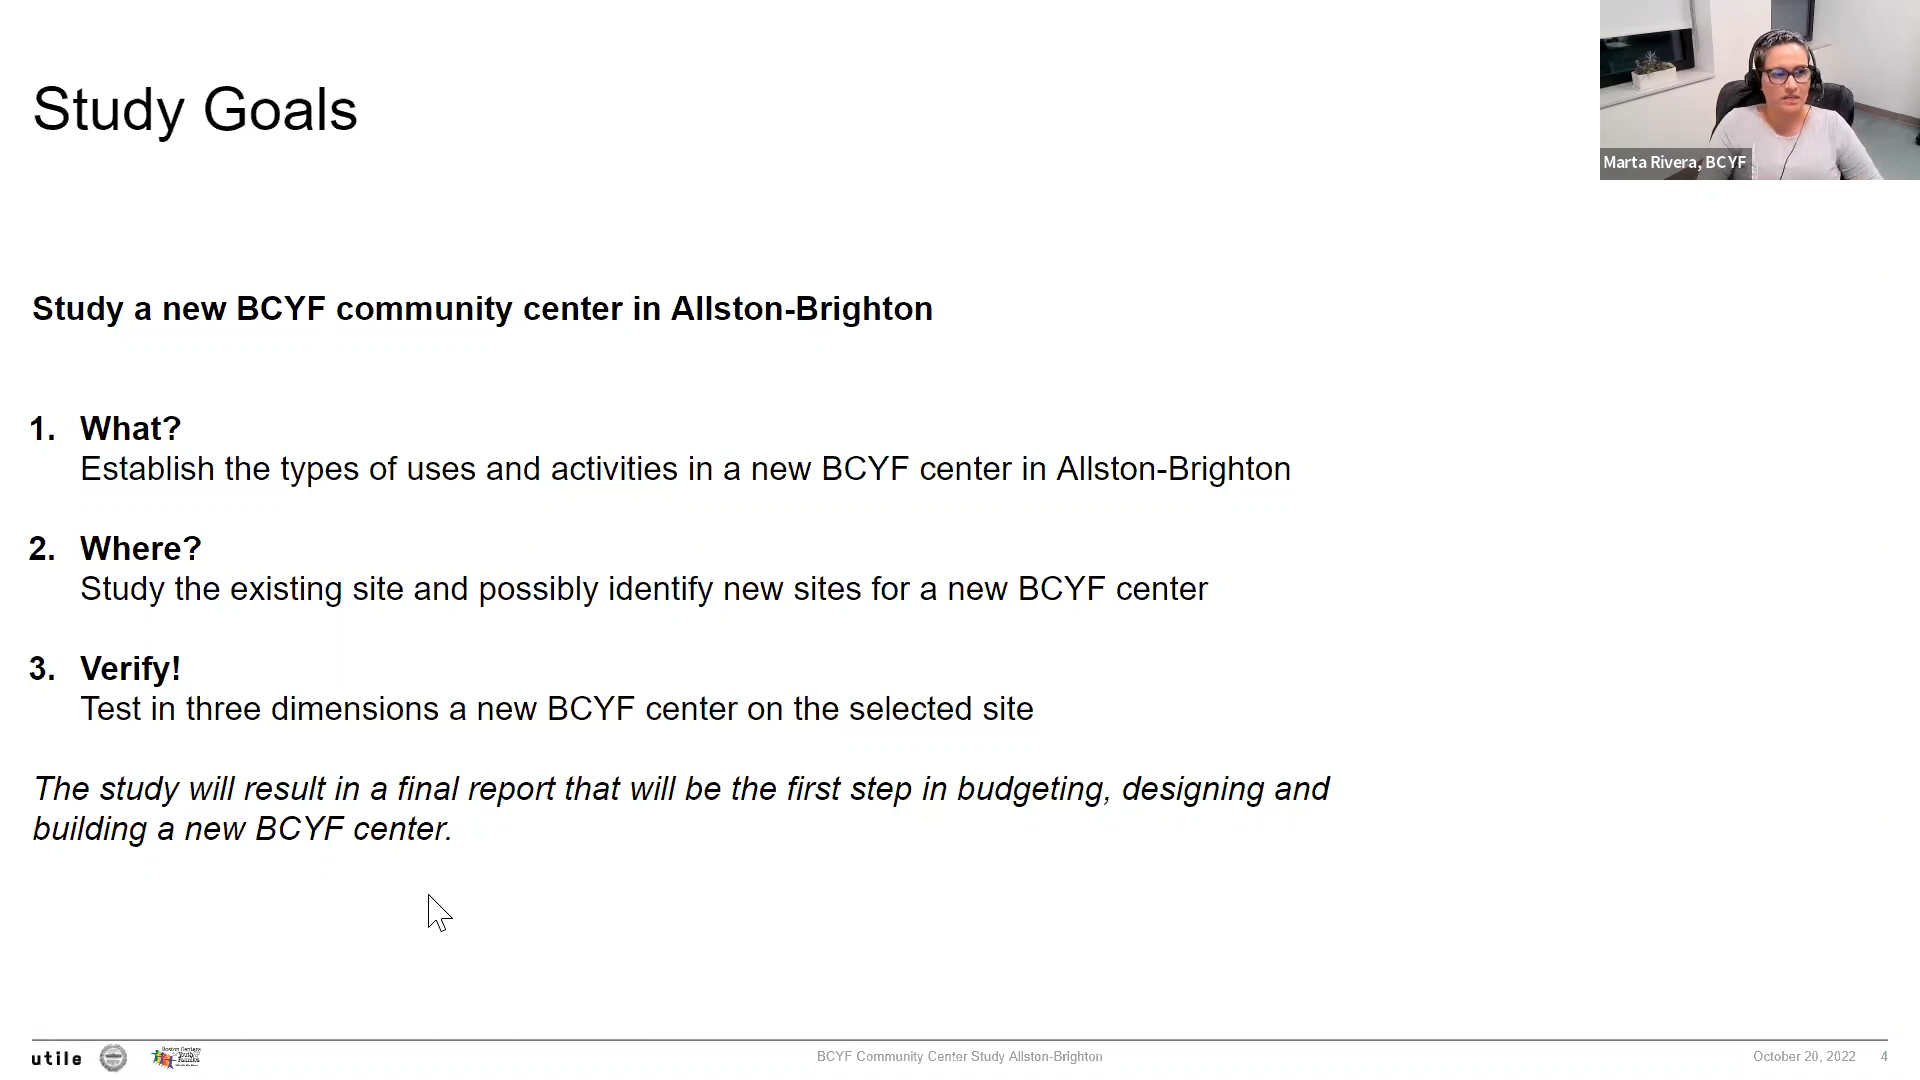 Study Goals
Marta Rivera, BCYF
Study a new BCYF community center in Allston-Brighton
1. What?
Establish the types of uses and activities in a new BCYF center in Allston-Brighton
2. Where?
Study the existing site and possibly identify new sites for a new BCYF center
3. Verify!
Test in three dimensions a new BCYF center on the selected site
The study will result in a final report that will be the first step in budgeting, designing and
building a new BCYF center.
utile
Boston Centers
Youth &
Families
BCYF Community Center Study Allston-Brighton
October 20, 2022 4